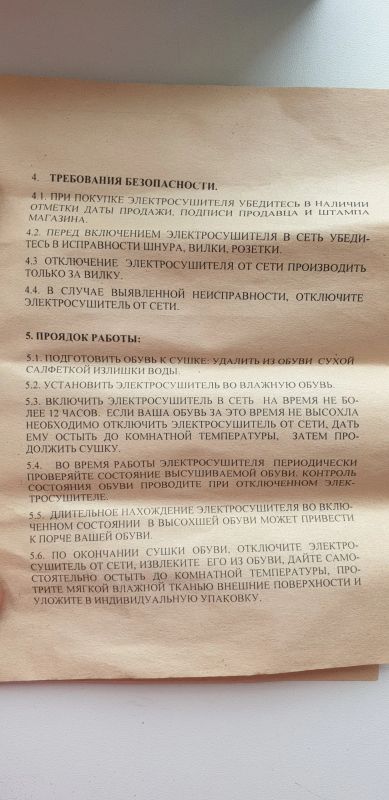 4. ТРЕБОВАНИЯ БЕЗОПАСНОСТИ.
4.1. ПРИ ПОКУПКЕ ЭЛЕКТРОСУШИТЕЛЯ УБЕДИТЕСЬ В НАЛИЧИИ
ОТМЕТКИ ДАТЫ ПРОДАЖИ, ПОДПИСИ ПРОДАВЦА И ШТАМПА
МАГАЗИНА.
4.2. ПЕРЕД ВКЛЮЧЕНИЕМ ЭЛЕКТРОСУШИТЕЛЯ В СЕТЬ УБЕДИ-
ТЕСЬ В ИСПРАВНОСТИ ШНУРА, ВИЛКИ, РОЗЕТКИ.
4.3 ОТКЛЮЧЕНИЕ ЭЛЕКТРОСУШИТЕЛЯ ОТ СЕТИ ПРОИЗВОДИТЬ
ТОЛЬКО ЗА ВИЛКУ.
4.4. В СЛУЧАЕ ВЫЯВЛЕННОЙ НЕИСПРАВНОСТИ, ОТКЛЮЧИТЕ
ЭЛЕКТРОСУШИТЕЛЬ ОТ СЕТИ.
5. ПРОЯДОК РАБОТЫ:
5.1. ПОДГОТОВИТЬ ОБУВЬ К СУШКЕ: УДАЛИТЬ ИЗ ОБУВИ СУХОЙ
САЛФЕТКОЙ ИЗЛИШКИ ВОДЫ.
5.2. УСТАНОВИТЬ ЭЛЕКТРОСУШИТЕЛЬ ВО ВЛАЖНУЮ ОБУВЬ.
5.3. ВКЛЮЧИТЬ ЭЛЕКТРОСУШИТЕЛЬ В СЕТЬ НА ВРЕМЯ НЕ БО-
ЛЕЕ 12 ЧАСОВ. ЕСЛИ ВАША ОБУВЬ ЗА ЭТО ВРЕМЯ НЕ ВЫСОХЛА
НЕОБХОДИМО ОТКЛЮЧИТЬ ЭЛЕКТРОСУШИТЕЛЬ ОТ СЕТИ, ДАТЬ
ЕМУ ОСТЫТЬ ДО КОМНАТНОЙ ТЕМПЕРАТУРЫ, ЗАТЕМ ПРО-
ДОЛЖИТЬ СУШКУ.
5.4. ВО ВРЕМЯ РАБОТЫ ЭЛЕКТРОСУШИТЕЛЯ ПЕРИОДИЧЕСКИ
ПРОВЕРЯЙТЕ СОСТОЯНИЕ ВЫСУШИВАЕМОЙ ОБУВИ. КОНТРОЛЬ
СОСТОЯНИЯ ОБУВИ ПРОВОДИТЕ ПРИ ОТКЛЮЧЕННОМ ЭЛЕК-
ТРОСУШИТЕЛЕ.
5.5. ДЛИТЕЛЬНОЕ НАХОЖДЕНИЕ ЭЛЕКТРОСУШИТЕЛЯ ВО ВКЛЮ-
ЧЕННОМ СОСТОЯНИИ В ВЫСОХШЕЙ ОБУВИ МОЖЕТ ПРИВЕСТИ
К ПОРЧЕ ВАШЕЙ ОБУВИ.
5.6. ПО ОКОНЧАНИИ СУШКИ ОБУВИ, ОТКЛЮЧИТЕ ЭЛЕКТРО-
СУШИТЕЛЬ ОТ СЕТИ, ИЗВЛЕКИТЕ ЕГО ИЗ ОБУВИ, ДАЙТЕ САМО-
СТОЯТЕЛЬНО ОСТЫТЬ ДО КОМНАТНОЙ ТЕМПЕРАТУРЫ, ПРО-
ТРИТЕ МЯГКОЙ ВЛАЖНОЙ ТКАНЬЮ ВНЕШНИЕ ПОВЕРХНОСТИ И
УЛОЖИТЕ В ИНДИВИДУАЛЬНУЮ УПАКОВКУ.